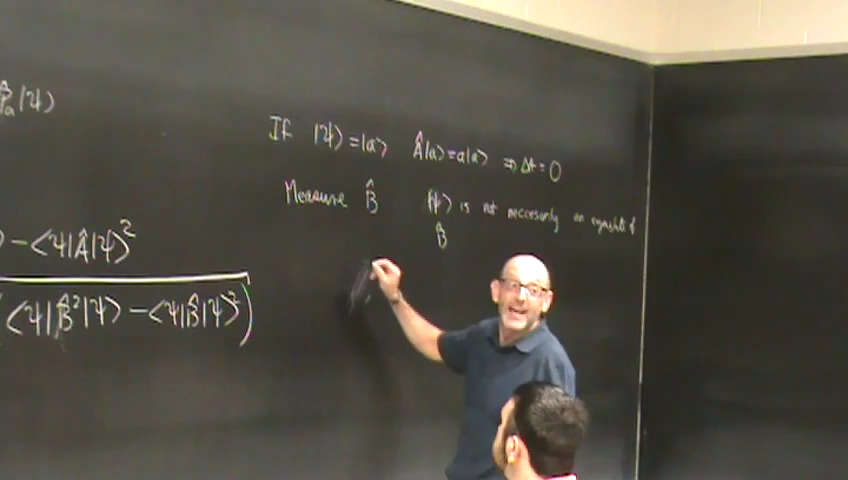 P̂ₐ|ψ⟩
If |ψ⟩ = |a⟩ Â|a⟩ = a|a⟩ ⇒ ΔA = 0
Measure B̂ |ψ⟩ is not necessarily an eigenstate of
B̂
⟩ − ⟨ψ|Â|ψ⟩²
(⟨ψ|B̂²|ψ⟩ − ⟨ψ|B̂|ψ⟩²)